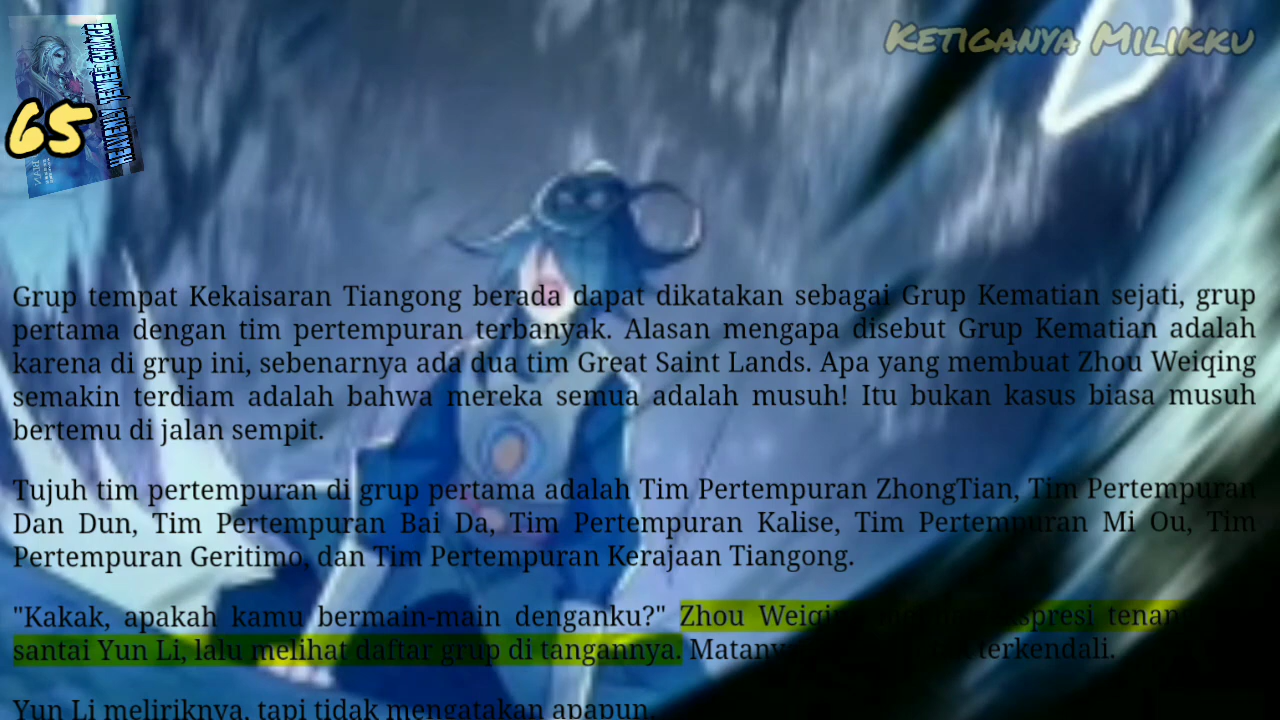 Ketiganya Milikku
HEAVENLY JEWEL CHANGE
65
Grup tempat Kekaisaran Tiangong berada dapat dikatakan sebagai Grup Kematian sejati, grup
pertama dengan tim pertempuran terbanyak. Alasan mengapa disebut Grup Kematian adalah
karena di grup ini, sebenarnya ada dua tim Great Saint Lands. Apa yang membuat Zhou Weiqing
semakin terdiam adalah bahwa mereka semua adalah musuh! Itu bukan kasus biasa musuh
bertemu di jalan sempit.
Tujuh tim pertempuran di grup pertama adalah Tim Pertempuran ZhongTian, Tim Pertempuran
Dan Dun, Tim Pertempuran Bai Da, Tim Pertempuran Kalise, Tim Pertempuran Mi Ou, Tim
Pertempuran Geritimo, dan Tim Pertempuran Kerajaan Tiangong.
"Kakak, apakah kamu bermain-main denganku?" Zhou Weiqing ekspresi tenang
santai Yun Li, lalu melihat daftar grup di tangannya. terkendali.
Yun Li meliriknya, tapi tidak mengatakan apapun.